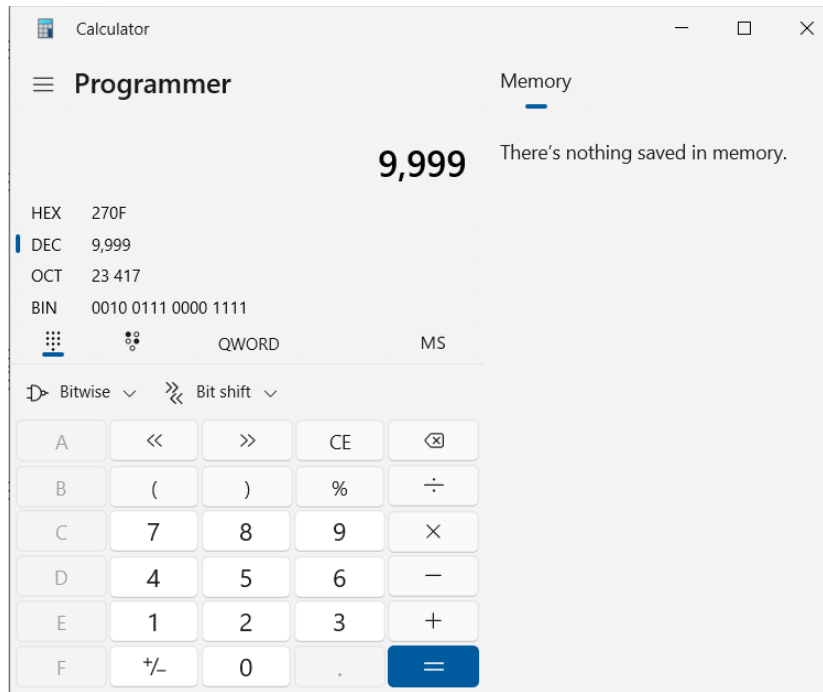 Calculator
Programmer
Memory
9,999
There's nothing saved in memory.
HEX 270F
DEC 9,999
OCT 23 417
BIN 0010 0111 0000 1111
QWORD MS
Bitwise Bit shift
A << >> CE
B ( ) % ÷
C 7 8 9 ×
D 4 5 6 −
E 1 2 3 +
F +/− 0 . =